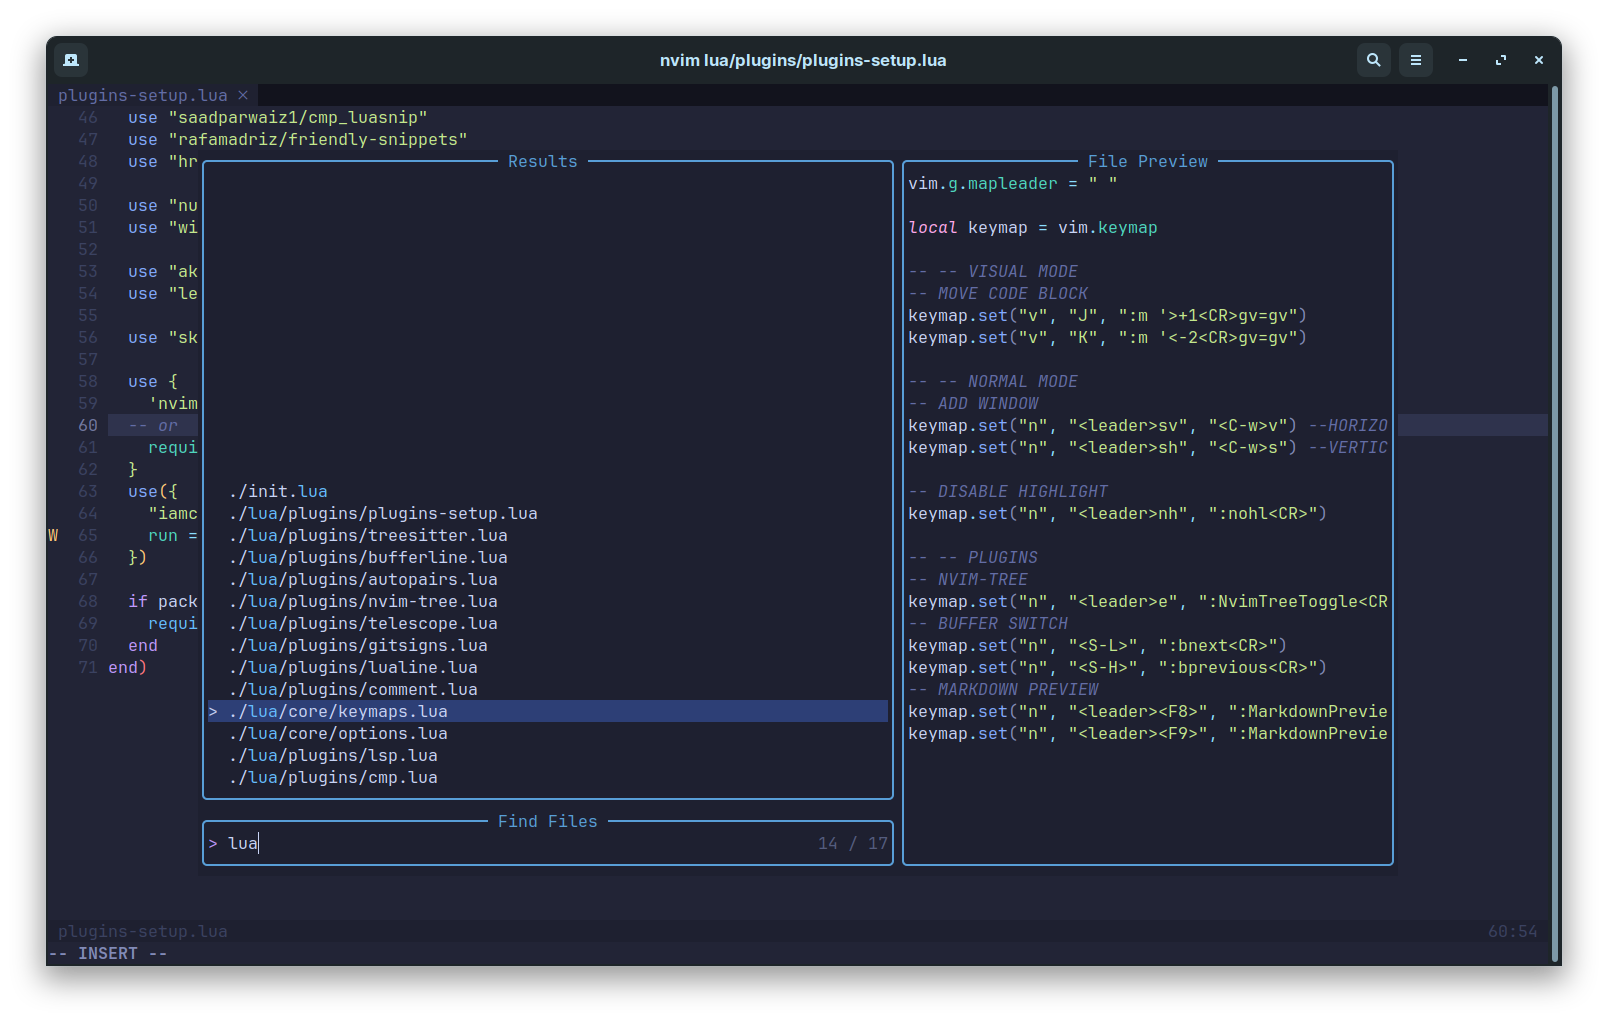 nvim lua/plugins/plugins-setup.lua
plugins-setup.lua ×
46 use "saadparwaiz1/cmp_luasnip"
47 use "rafamadriz/friendly-snippets"
48 use "hr
49
50 use "nu
51 use "wi
52
53 use "ak
54 use "le
55
56 use "sk
57
58 use {
59 'nvim
60 -- or
61 requi
62 }
63 use({
64 "iamc
W 65 run =
66 })
67
68 if pack
69 requi
70 end
71 end)
Results
./init.lua
./lua/plugins/plugins-setup.lua
./lua/plugins/treesitter.lua
./lua/plugins/bufferline.lua
./lua/plugins/autopairs.lua
./lua/plugins/nvim-tree.lua
./lua/plugins/telescope.lua
./lua/plugins/gitsigns.lua
./lua/plugins/lualine.lua
./lua/plugins/comment.lua
> ./lua/core/keymaps.lua
./lua/core/options.lua
./lua/plugins/lsp.lua
./lua/plugins/cmp.lua
Find Files
> lua 14 / 17
File Preview
vim.g.mapleader = " "
local keymap = vim.keymap
-- -- VISUAL MODE
-- MOVE CODE BLOCK
keymap.set("v", "J", ":m '>+1<CR>gv=gv")
keymap.set("v", "K", ":m '<-2<CR>gv=gv")
-- -- NORMAL MODE
-- ADD WINDOW
keymap.set("n", "<leader>sv", "<C-w>v") --HORIZO
keymap.set("n", "<leader>sh", "<C-w>s") --VERTIC
-- DISABLE HIGHLIGHT
keymap.set("n", "<leader>nh", ":nohl<CR>")
-- -- PLUGINS
-- NVIM-TREE
keymap.set("n", "<leader>e", ":NvimTreeToggle<CR
-- BUFFER SWITCH
keymap.set("n", "<S-L>", ":bnext<CR>")
keymap.set("n", "<S-H>", ":bprevious<CR>")
-- MARKDOWN PREVIEW
keymap.set("n", "<leader><F8>", ":MarkdownPrevie
keymap.set("n", "<leader><F9>", ":MarkdownPrevie
plugins-setup.lua 60:54
-- INSERT --